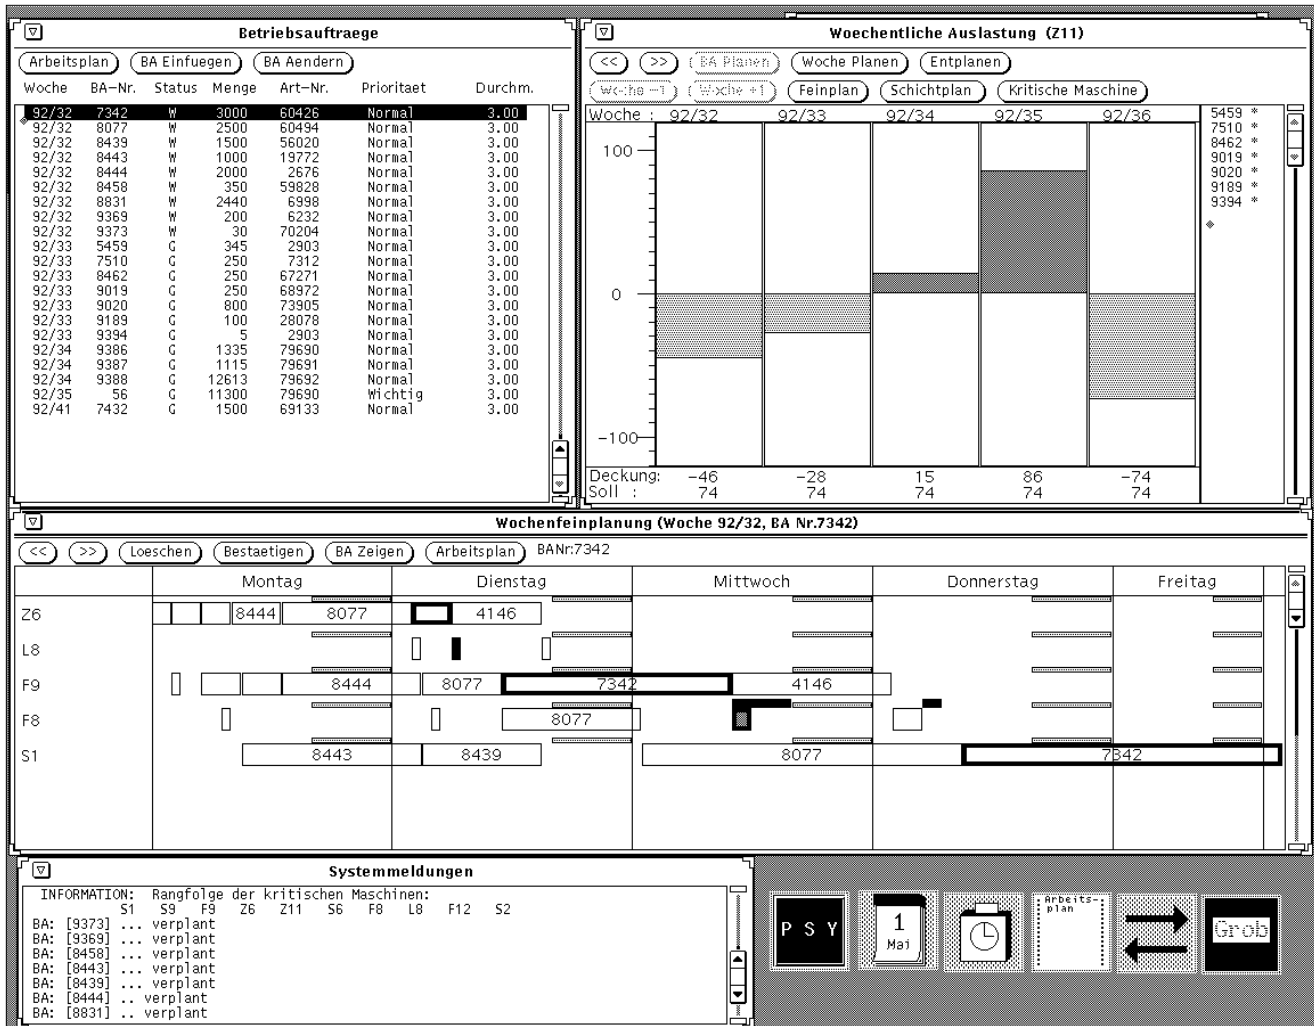 Betriebsauftraege
Arbeitsplan BA Einfuegen BA Aendern
Woche BA-Nr. Status Menge Art-Nr. Prioritaet Durchm.
92/32 7342 W 3000 60426 Normal 3.00
92/32 8077 W 2500 60494 Normal 3.00
92/32 8439 W 1500 56020 Normal 3.00
92/32 8443 W 1000 19772 Normal 3.00
92/32 8444 W 2000 2676 Normal 3.00
92/32 8458 W 350 59828 Normal 3.00
92/32 8831 W 2440 6998 Normal 3.00
92/32 9369 W 200 6232 Normal 3.00
92/32 9373 W 30 70204 Normal 3.00
92/33 5459 G 345 2903 Normal 3.00
92/33 7510 G 250 7312 Normal 3.00
92/33 8462 G 250 67271 Normal 3.00
92/33 9019 G 250 68972 Normal 3.00
92/33 9020 G 800 73905 Normal 3.00
92/33 9189 G 100 28078 Normal 3.00
92/33 9394 G 5 2903 Normal 3.00
92/34 9386 G 1335 79690 Normal 3.00
92/34 9387 G 1115 79691 Normal 3.00
92/34 9388 G 12613 79692 Normal 3.00
92/35 56 G 11300 79690 Wichtig 3.00
92/41 7432 G 1500 69133 Normal 3.00
Woechentliche Auslastung (Z11)
<< >> BA Planen Woche Planen Entplanen
Woche -1 Woche +1 Feinplan Schichtplan Kritische Maschine
Woche : 92/32 92/33 92/34 92/35 92/36
100
0
-100
Deckung: -46 -28 15 86 -74
Soll : 74 74 74 74 74
5459 *
7510 *
8462 *
9019 *
9020 *
9189 *
9394 *
Wochenfeinplanung (Woche 92/32, BA Nr.7342)
<< >> Loeschen Bestaetigen BA Zeigen Arbeitsplan BANr:7342
Montag Dienstag Mittwoch Donnerstag Freitag
Z6 8444 8077 4146
L8
F9 8444 8077 7342 4146
F8 8077
S1 8443 8439 8077 7342
Systemmeldungen
INFORMATION: Rangfolge der kritischen Maschinen:
S1 S9 F9 Z6 Z11 S6 F8 L8 F12 S2
BA: [9373] ... verplant
BA: [9369] ... verplant
BA: [8458] ... verplant
BA: [8443] ... verplant
BA: [8439] ... verplant
BA: [8444] .. verplant
BA: [8831] .. verplant
P S Y
1
Mai
Arbeits-
plan
Grob